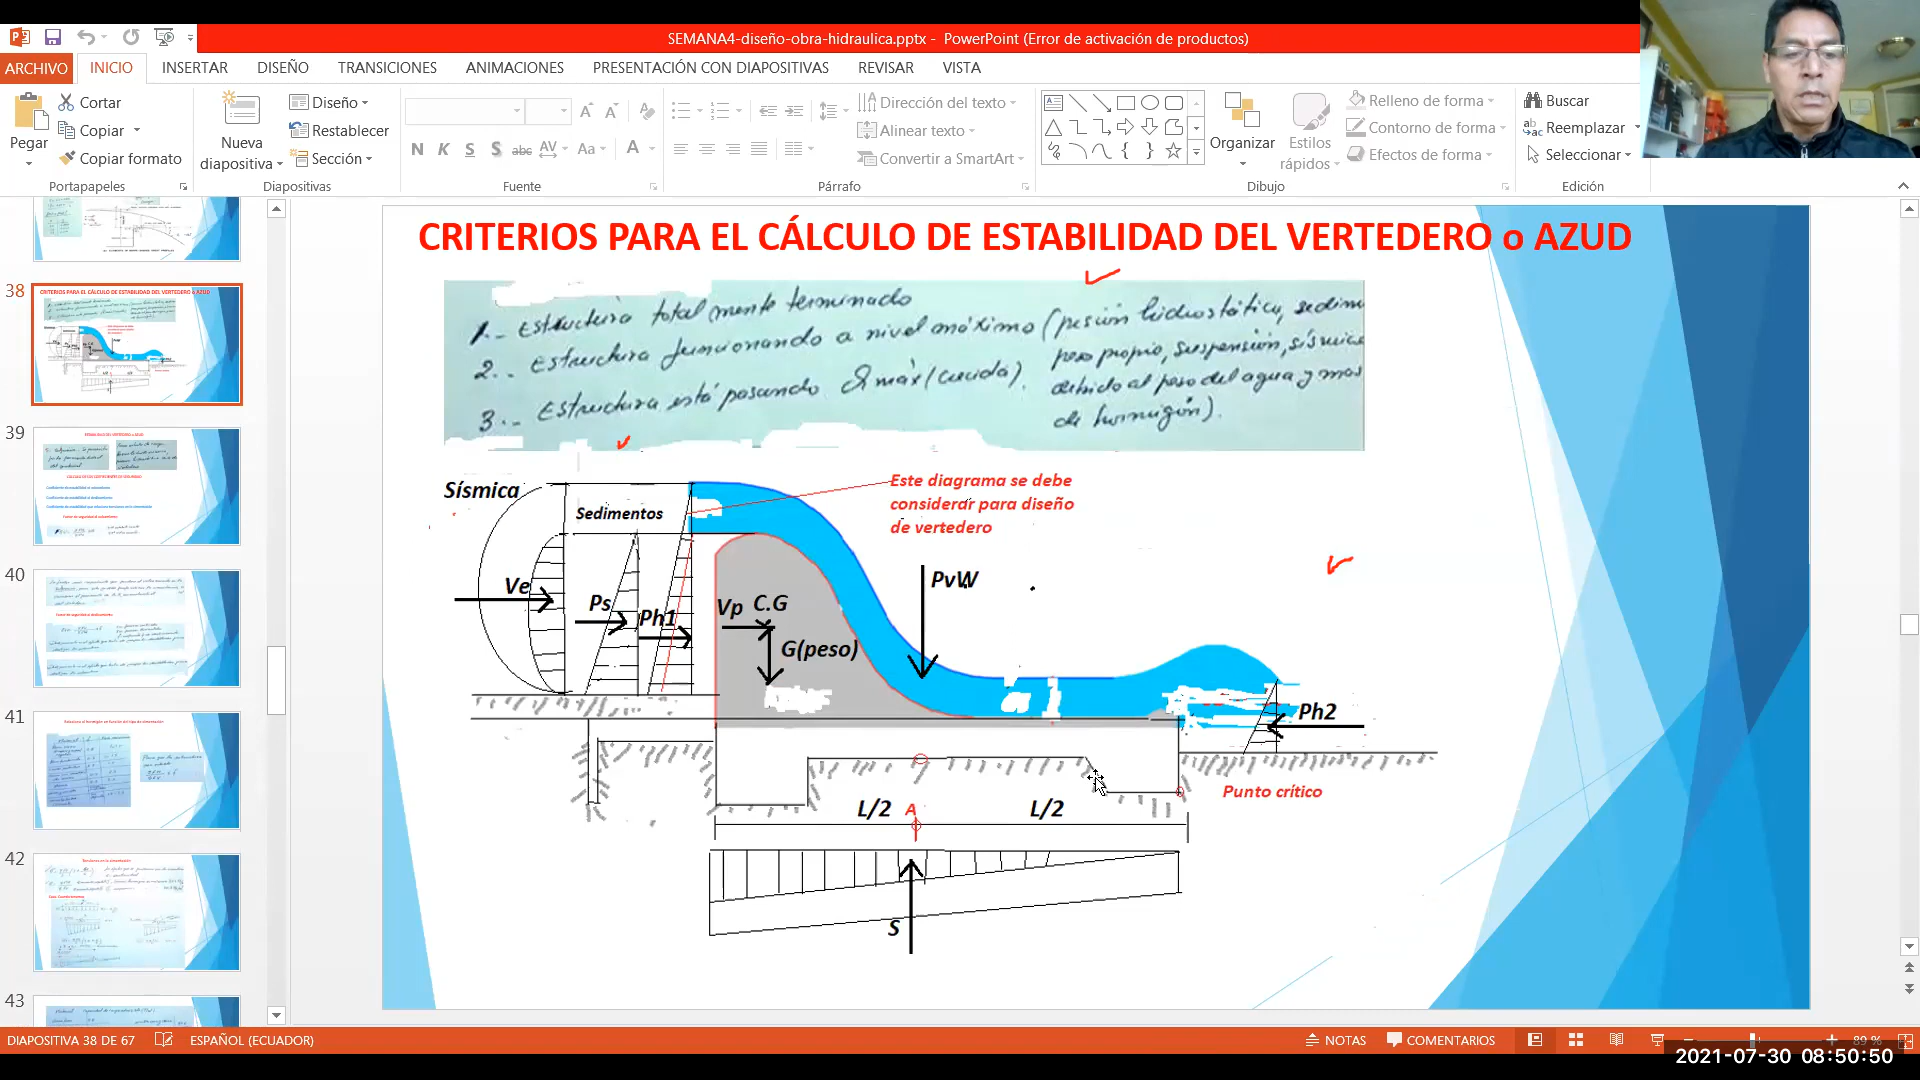 SEMANA4-diseño-obra-hidraulica.pptx - PowerPoint (Error de activación de productos)
ARCHIVO INICIO INSERTAR DISEÑO TRANSICIONES ANIMACIONES PRESENTACIÓN CON DIAPOSITIVAS REVISAR VISTA
Pegar
Cortar
Copiar
Copiar formato
Portapapeles
Nueva diapositiva
Diseño
Restablecer
Sección
Diapositivas
N K S S abc AV Aa A
Fuente
Dirección del texto
Alinear texto
Convertir a SmartArt
Párrafo
Organizar
Estilos rápidos
Relleno de forma
Contorno de forma
Efectos de forma
Dibujo
Buscar
Reemplazar
Seleccionar
Edición
38
39
40
41
42
43
CRITERIOS PARA EL CÁLCULO DE ESTABILIDAD DEL VERTEDERO o AZUD
1.- Estructura totalmente terminado
2.- Estructura funcionando a nivel máximo (presión hidrostática, sedim
peso propio, suspensión, sísmica
3.- Estructura está pasando Q máx (crecida).
debido al peso del agua y masa
de hormigón).
Sísmica
Sedimentos
Este diagrama se debe
considerar para diseño
de vertedero
Ve
Ps
Ph1
Vp C.G
G(peso)
PvW
Ph2
Punto crítico
L/2 A L/2
S
DIAPOSITIVA 38 DE 67 ESPAÑOL (ECUADOR) NOTAS COMENTARIOS 89 %
2021-07-30 08:50:50